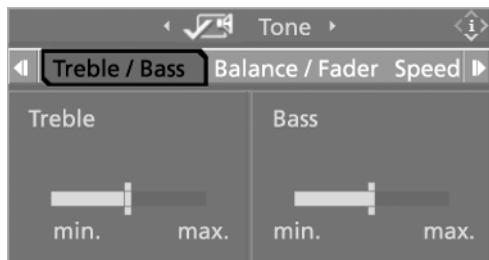 Tone
i
Treble / Bass Balance / Fader Speed
Treble Bass
min. max. min. max.